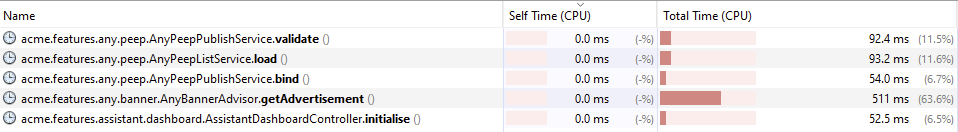 Name Self Time (CPU) Total Time (CPU)
acme.features.any.peep.AnyPeepPublishService.validate () 0.0 ms (-%) 92.4 ms (11.5%)
acme.features.any.peep.AnyPeepListService.load () 0.0 ms (-%) 93.2 ms (11.6%)
acme.features.any.peep.AnyPeepPublishService.bind () 0.0 ms (-%) 54.0 ms (6.7%)
acme.features.any.banner.AnyBannerAdvisor.getAdvertisement () 0.0 ms (-%) 511 ms (63.6%)
acme.features.assistant.dashboard.AssistantDashboardController.initialise () 0.0 ms (-%) 52.5 ms (6.5%)